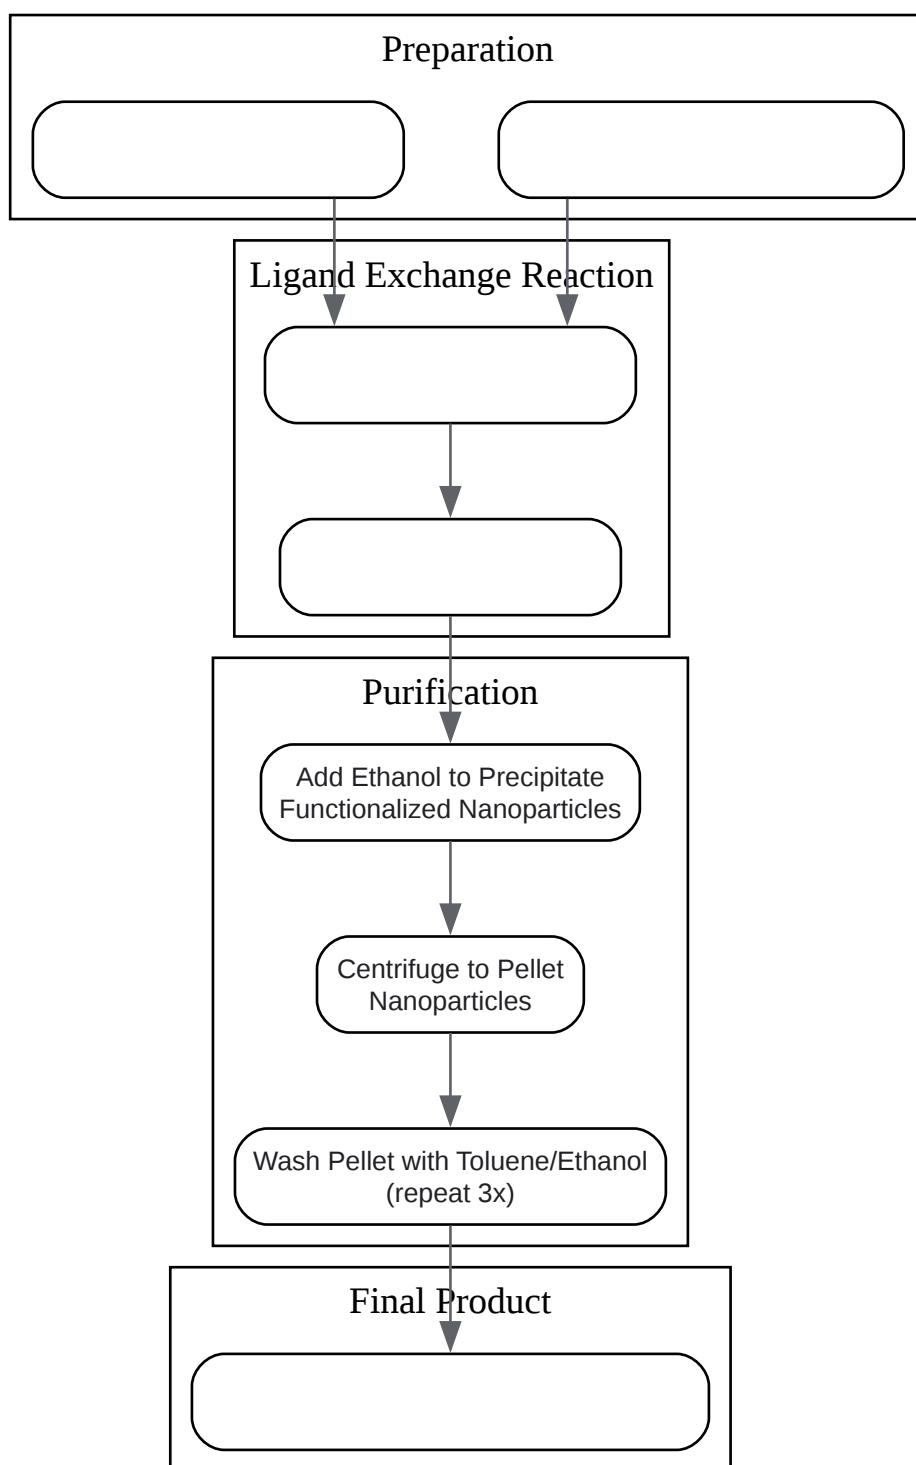 Preparation
Ligand Exchange Reaction
Purification
Add Ethanol to Precipitate
Functionalized Nanoparticles
Centrifuge to Pellet
Nanoparticles
Wash Pellet with Toluene/Ethanol
(repeat 3x)
Final Product